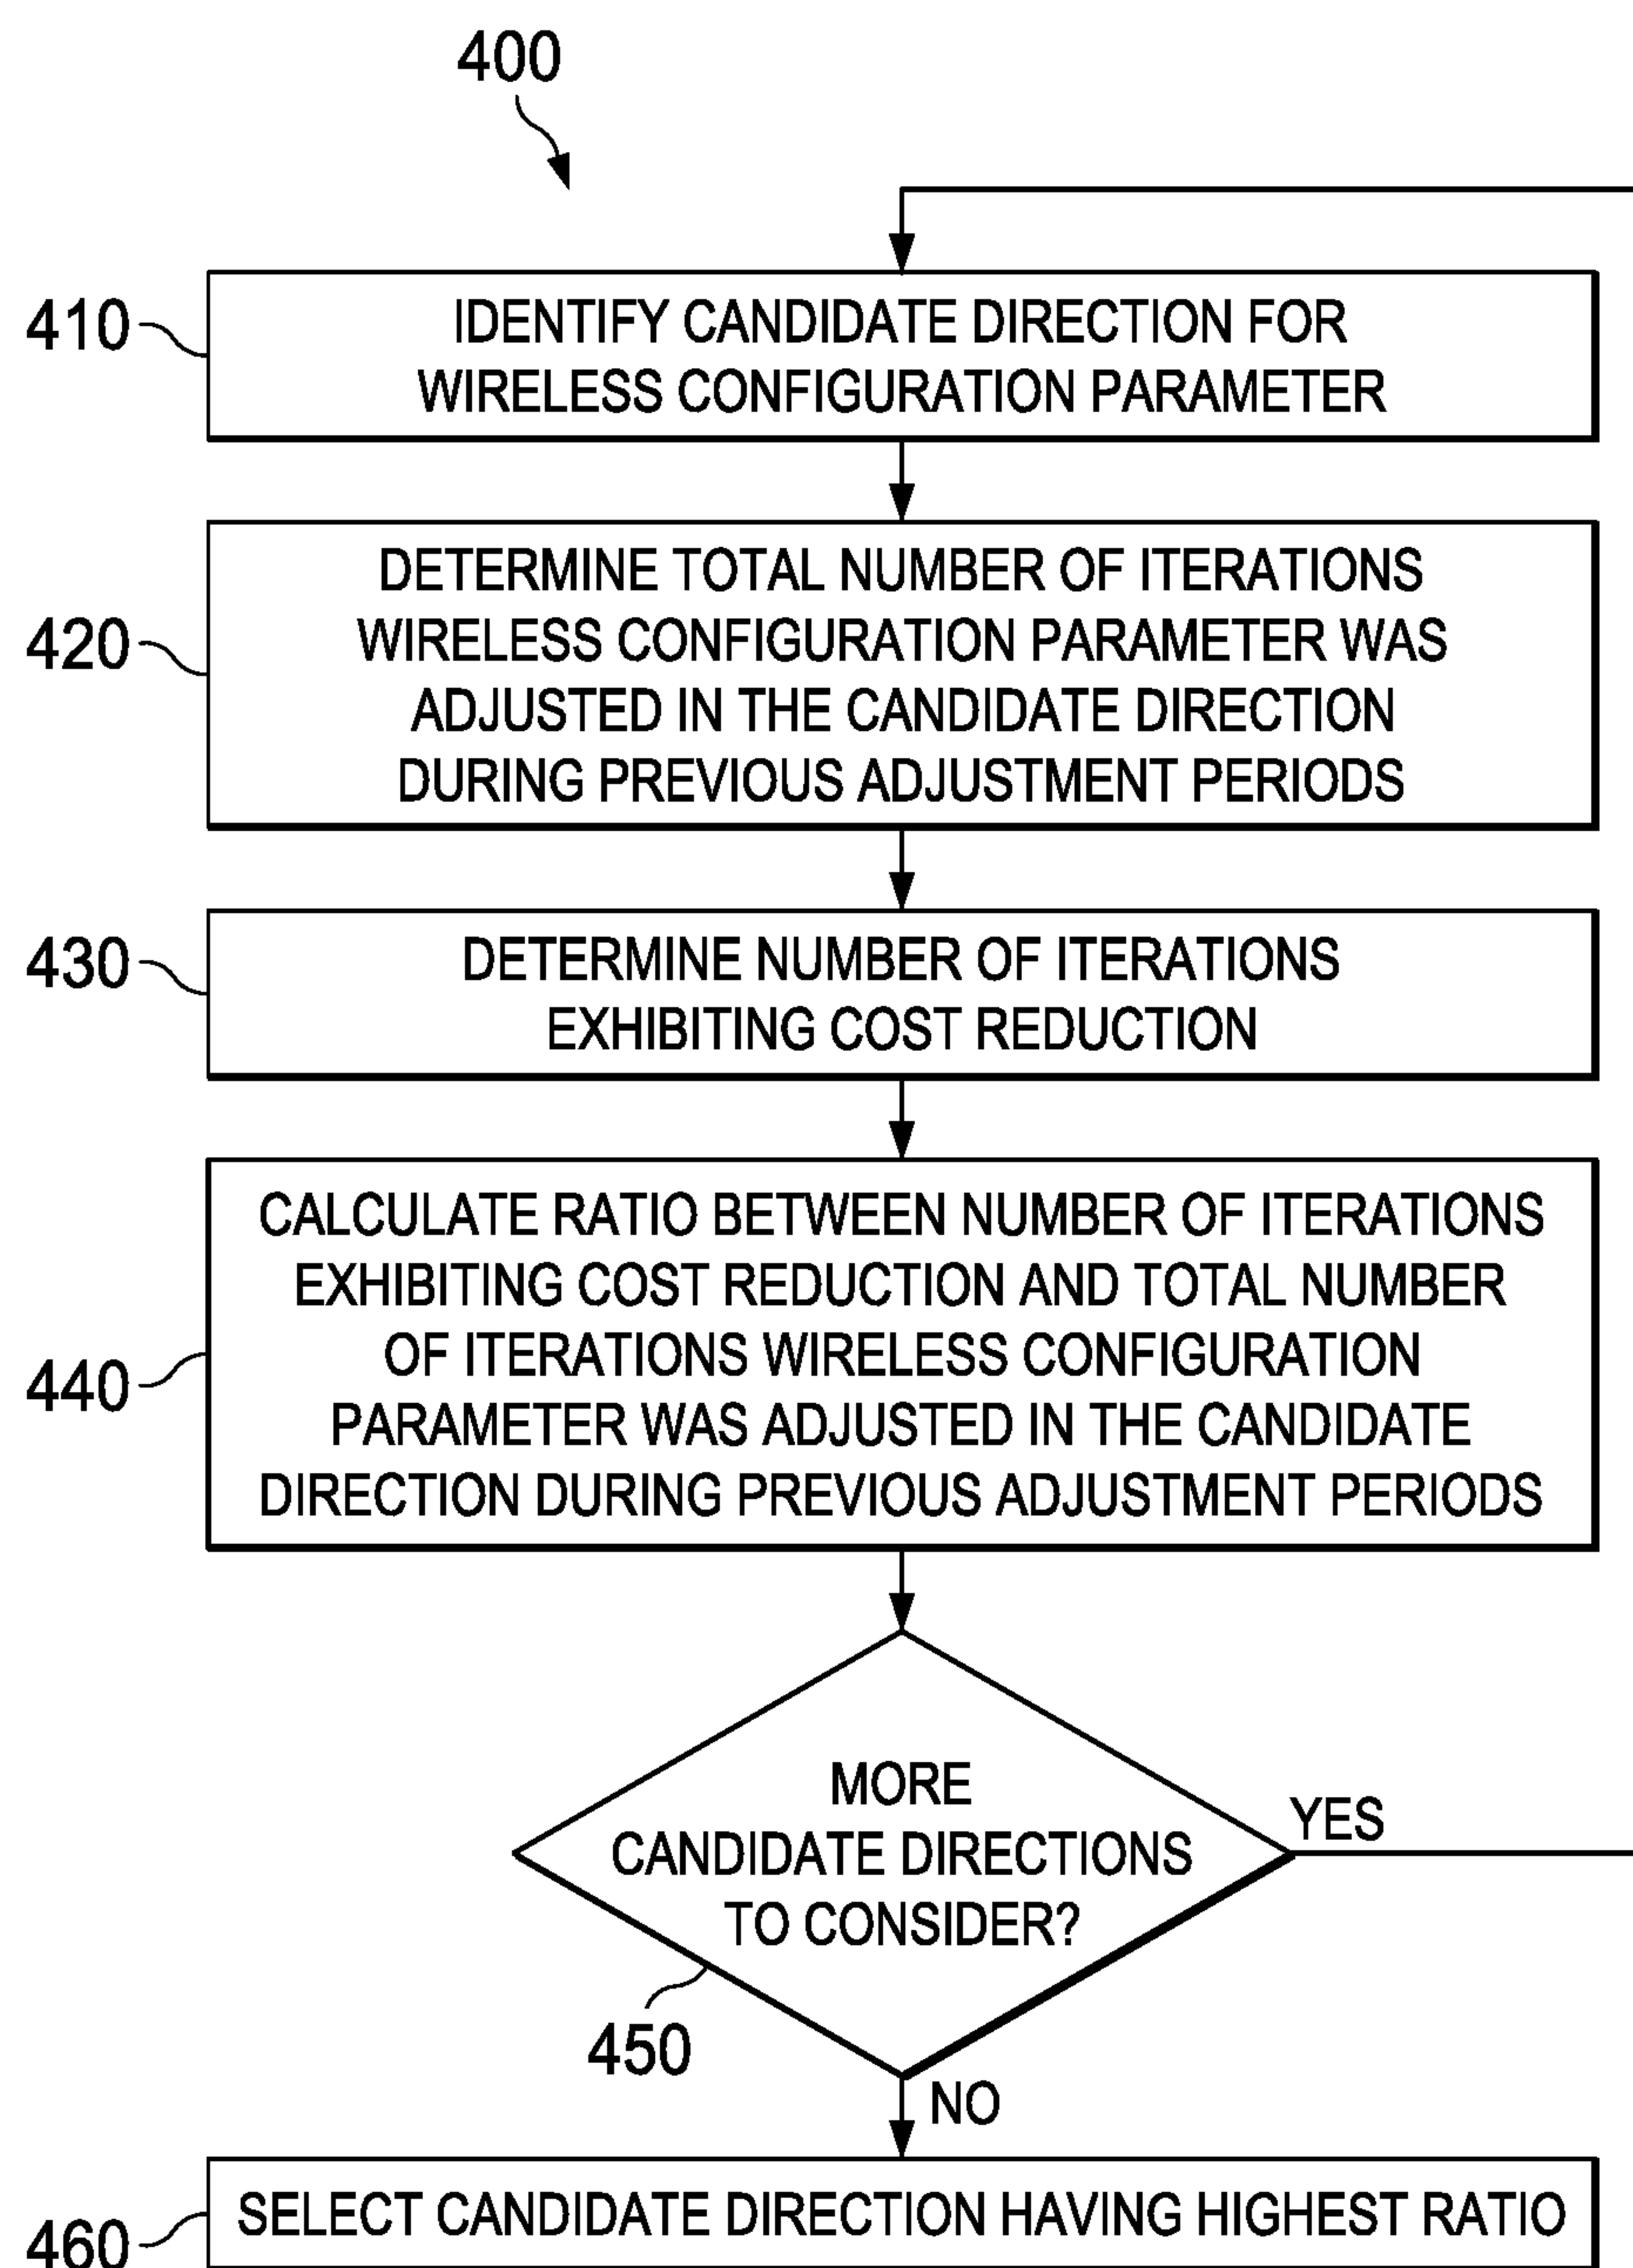 400
410
IDENTIFY CANDIDATE DIRECTION FOR
WIRELESS CONFIGURATION PARAMETER
420
DETERMINE TOTAL NUMBER OF ITERATIONS
WIRELESS CONFIGURATION PARAMETER WAS
ADJUSTED IN THE CANDIDATE DIRECTION
DURING PREVIOUS ADJUSTMENT PERIODS
430
DETERMINE NUMBER OF ITERATIONS
EXHIBITING COST REDUCTION
440
CALCULATE RATIO BETWEEN NUMBER OF ITERATIONS
EXHIBITING COST REDUCTION AND TOTAL NUMBER
OF ITERATIONS WIRELESS CONFIGURATION
PARAMETER WAS ADJUSTED IN THE CANDIDATE
DIRECTION DURING PREVIOUS ADJUSTMENT PERIODS
MORE
CANDIDATE DIRECTIONS
TO CONSIDER?
YES
450
NO
460
SELECT CANDIDATE DIRECTION HAVING HIGHEST RATIO